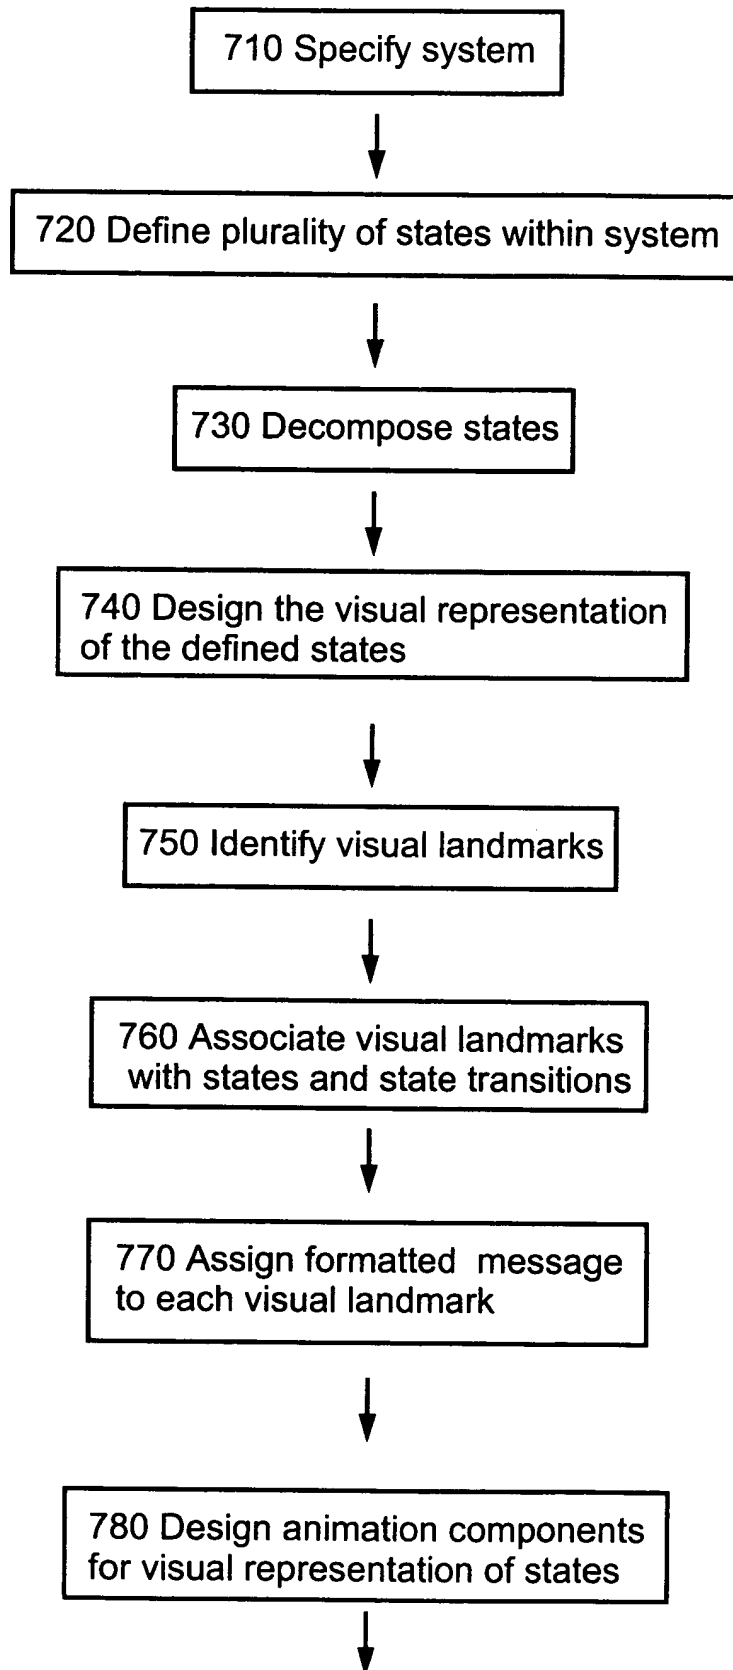 710 Specify system
720 Define plurality of states within system
730 Decompose states
740 Design the visual representation
of the defined states
750 Identify visual landmarks
760 Associate visual landmarks
with states and state transitions
770 Assign formatted message
to each visual landmark
780 Design animation components
for visual representation of states